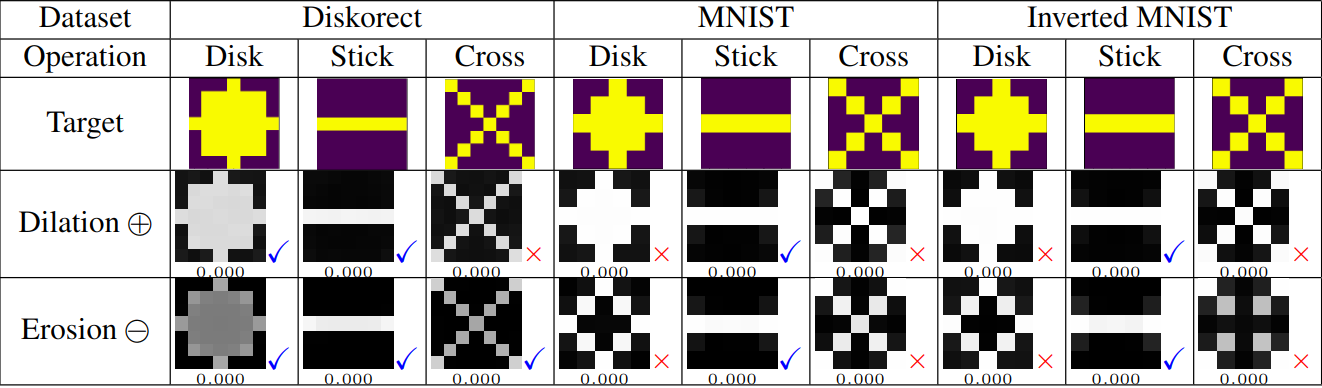 Dataset Diskorect MNIST Inverted MNIST
Operation Disk Stick Cross Disk Stick Cross Disk Stick Cross
Target
Dilation ⊕ ✓ ✓ × × ✓ × × ✓ ×
0.000 0.000 0.000 0.000 0.000 0.000 0.000 0.000 0.000
Erosion ⊖ ✓ ✓ ✓ × ✓ × × ✓ ×
0.000 0.000 0.000 0.000 0.000 0.000 0.000 0.000 0.000